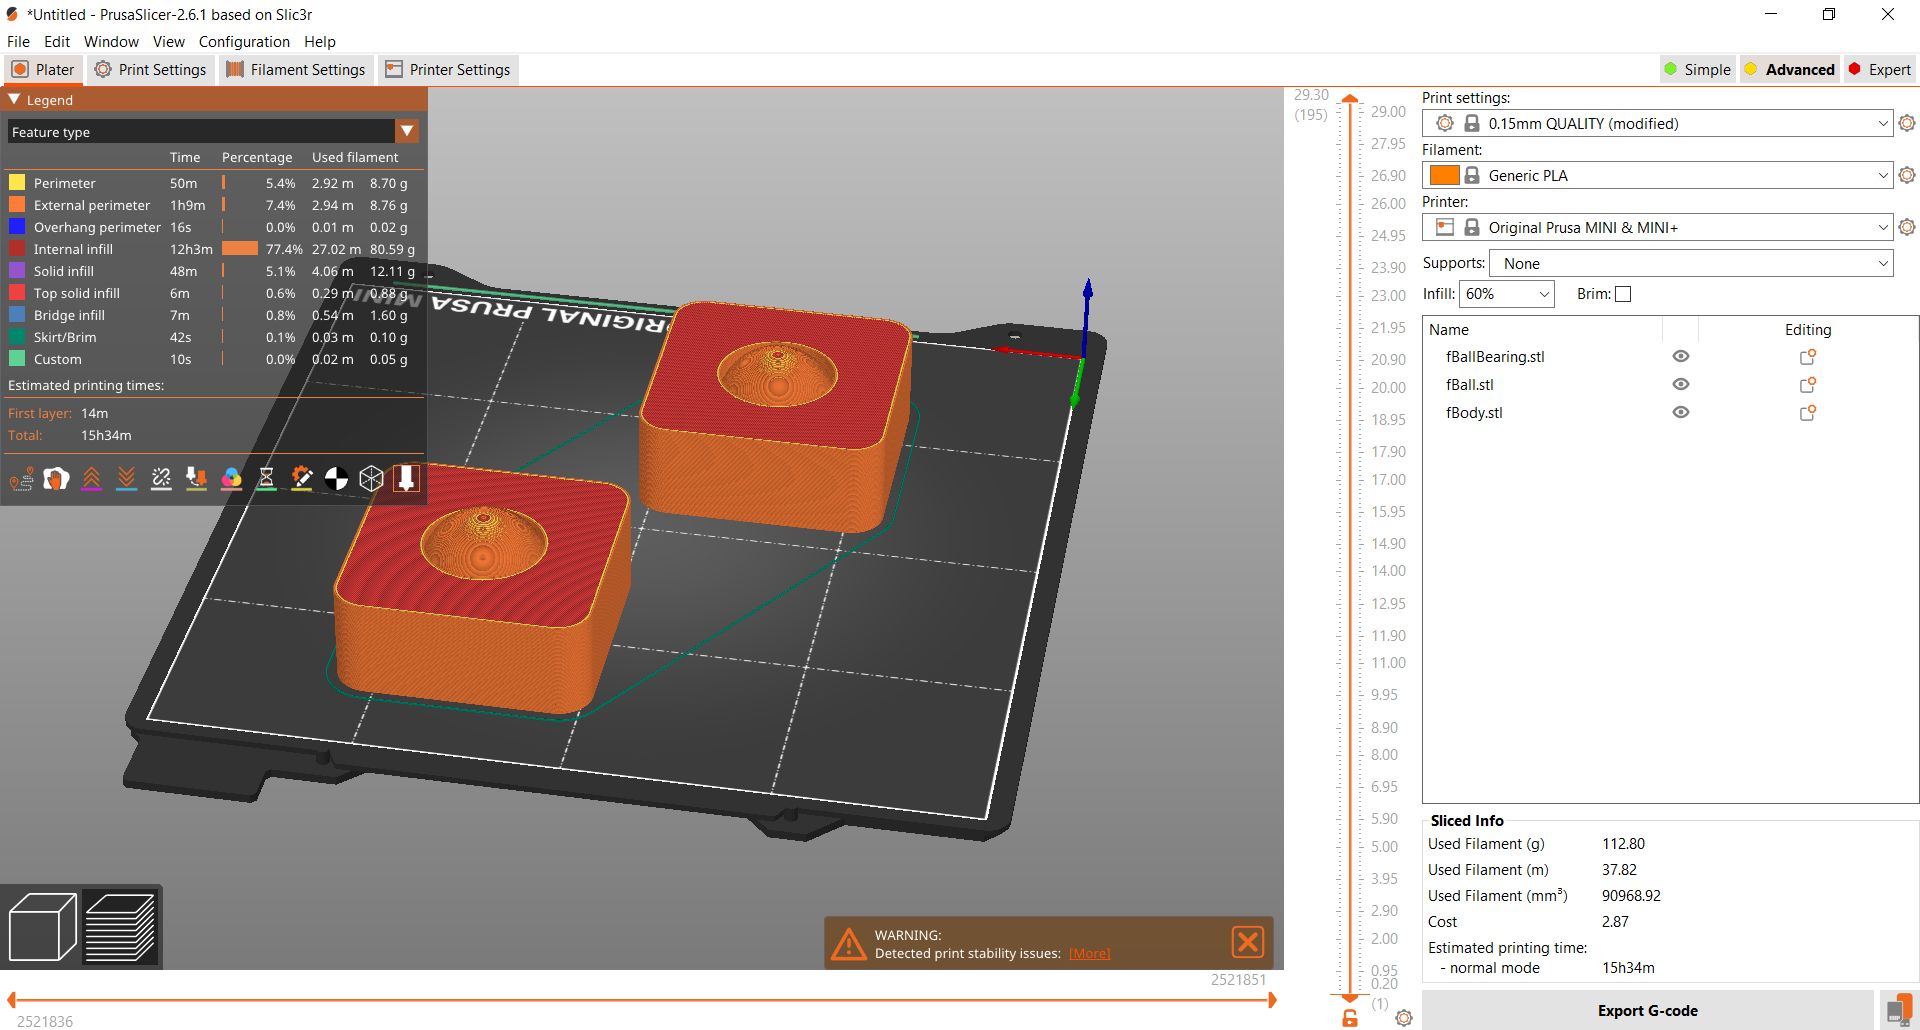 *Untitled - PrusaSlicer-2.6.1 based on Slic3r
File Edit Window View Configuration Help
Plater Print Settings Filament Settings Printer Settings Simple Advanced Expert
Legend
Feature type
Time Percentage Used filament
Perimeter 50m 5.4% 2.92 m 8.70 g
External perimeter 1h9m 7.4% 2.94 m 8.76 g
Overhang perimeter 16s 0.0% 0.01 m 0.02 g
Internal infill 12h3m 77.4% 27.02 m 80.59 g
Solid infill 48m 5.1% 4.06 m 12.11 g
Top solid infill 6m 0.6% 0.29 m 0.88 g
Bridge infill 7m 0.8% 0.54 m 1.60 g
Skirt/Brim 42s 0.1% 0.03 m 0.10 g
Custom 10s 0.0% 0.02 m 0.05 g
Estimated printing times:
First layer: 14m
Total: 15h34m
ORIGINAL PRUSA MINI
WARNING:
Detected print stability issues: [More]
2521851
2521836
29.30
(195)
29.00
27.95
26.90
26.00
24.95
23.90
23.00
21.95
20.90
20.00
18.95
17.90
17.00
15.95
14.90
14.00
12.95
11.90
11.00
9.95
8.90
8.00
6.95
5.90
5.00
3.95
2.90
2.00
0.95
0.20
(1)
Print settings:
0.15mm QUALITY (modified)
Filament:
Generic PLA
Printer:
Original Prusa MINI & MINI+
Supports: None
Infill: 60% Brim:
Name Editing
fBallBearing.stl
fBall.stl
fBody.stl
Sliced Info
Used Filament (g) 112.80
Used Filament (m) 37.82
Used Filament (mm³) 90968.92
Cost 2.87
Estimated printing time:
- normal mode 15h34m
Export G-code